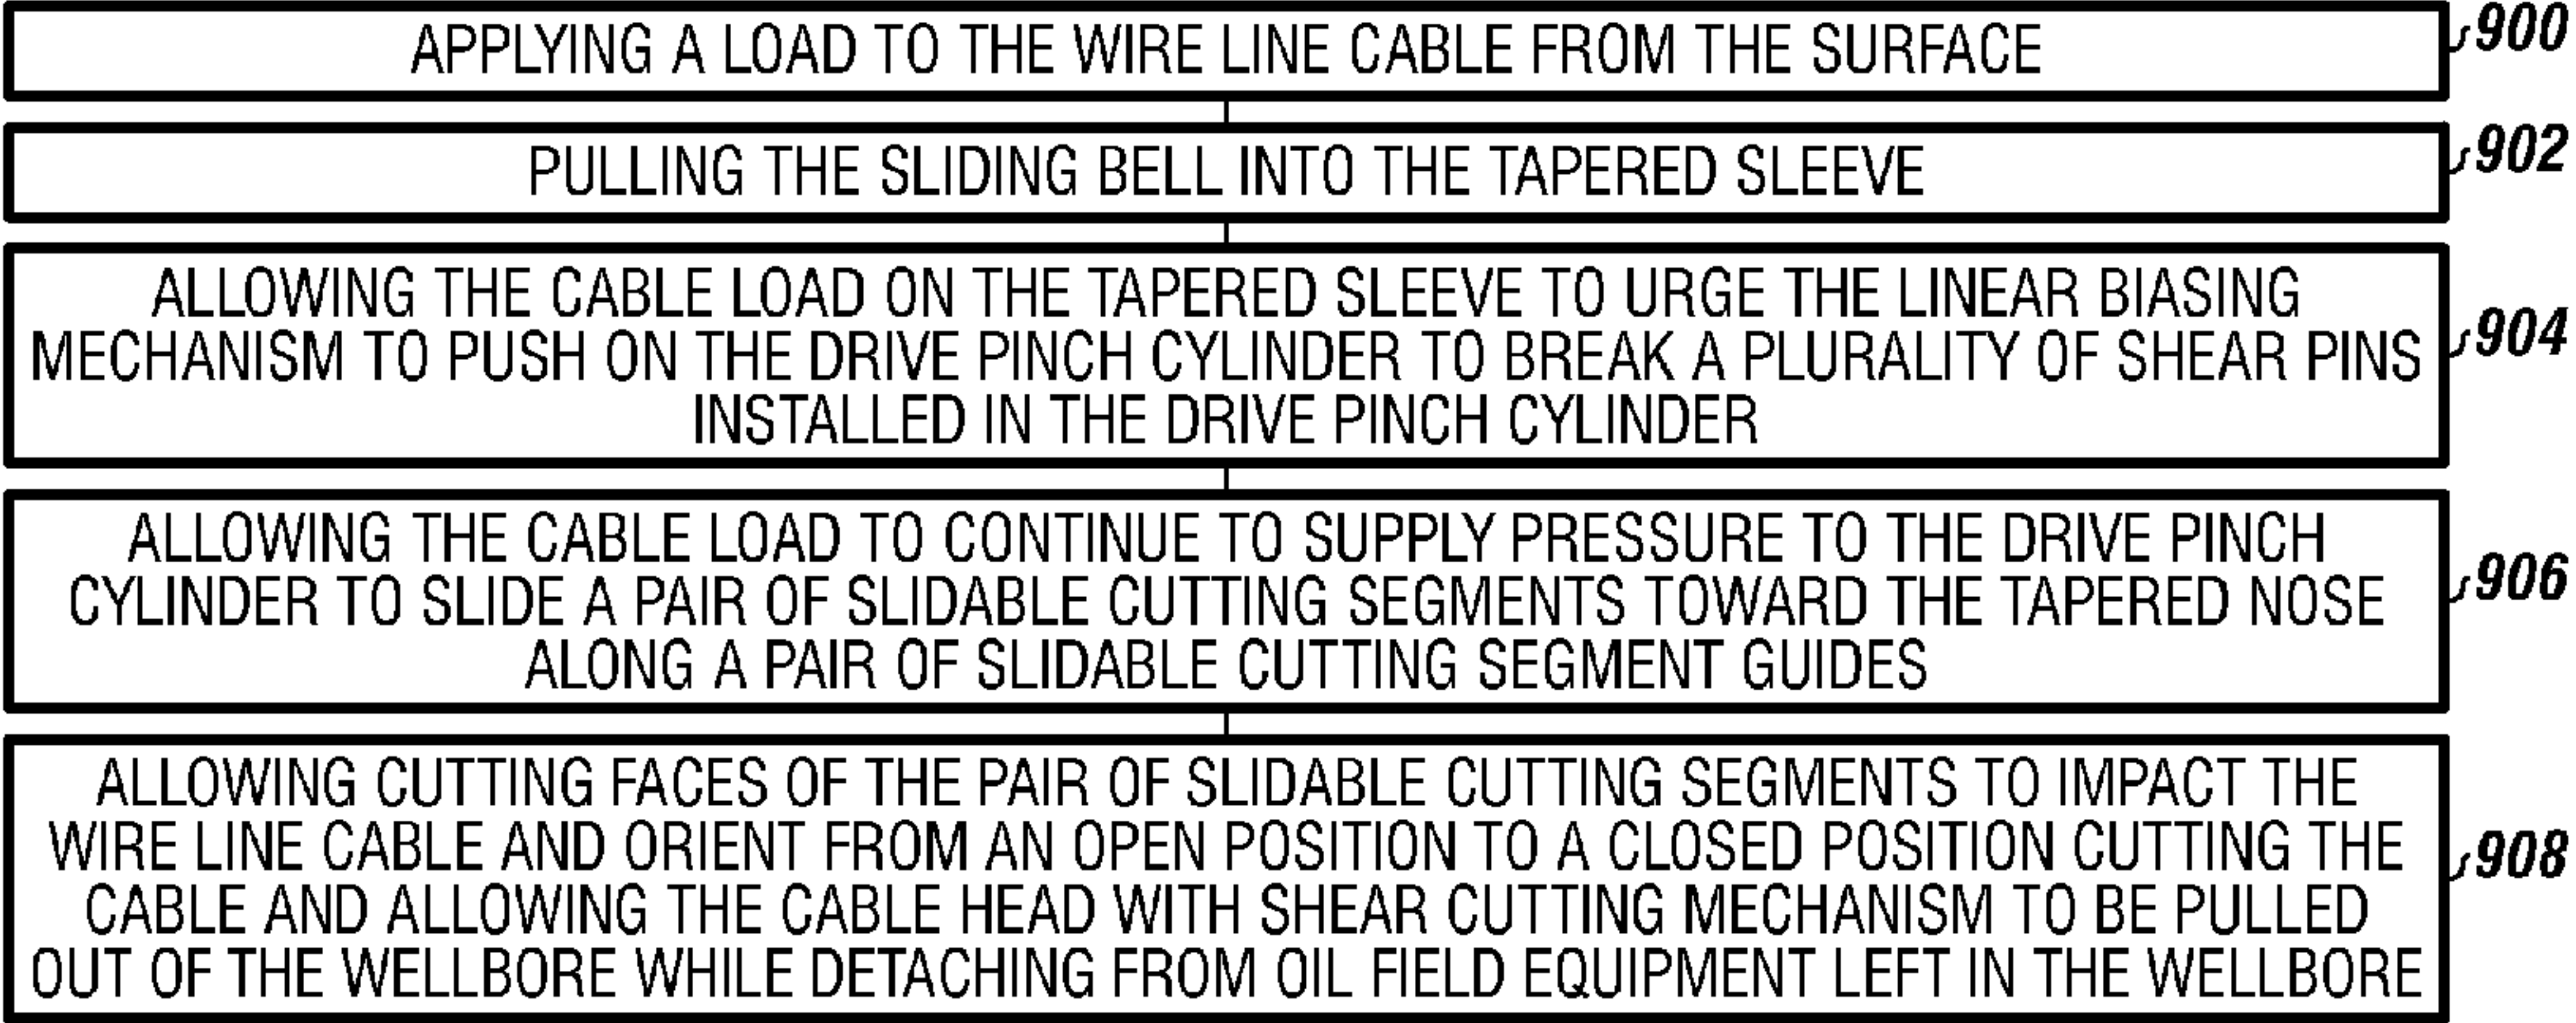 APPLYING A LOAD TO THE WIRE LINE CABLE FROM THE SURFACE
900
PULLING THE SLIDING BELL INTO THE TAPERED SLEEVE
902
ALLOWING THE CABLE LOAD ON THE TAPERED SLEEVE TO URGE THE LINEAR BIASING
MECHANISM TO PUSH ON THE DRIVE PINCH CYLINDER TO BREAK A PLURALITY OF SHEAR PINS
INSTALLED IN THE DRIVE PINCH CYLINDER
904
ALLOWING THE CABLE LOAD TO CONTINUE TO SUPPLY PRESSURE TO THE DRIVE PINCH
CYLINDER TO SLIDE A PAIR OF SLIDABLE CUTTING SEGMENTS TOWARD THE TAPERED NOSE
ALONG A PAIR OF SLIDABLE CUTTING SEGMENT GUIDES
906
ALLOWING CUTTING FACES OF THE PAIR OF SLIDABLE CUTTING SEGMENTS TO IMPACT THE
WIRE LINE CABLE AND ORIENT FROM AN OPEN POSITION TO A CLOSED POSITION CUTTING THE
CABLE AND ALLOWING THE CABLE HEAD WITH SHEAR CUTTING MECHANISM TO BE PULLED
OUT OF THE WELLBORE WHILE DETACHING FROM OIL FIELD EQUIPMENT LEFT IN THE WELLBORE
908